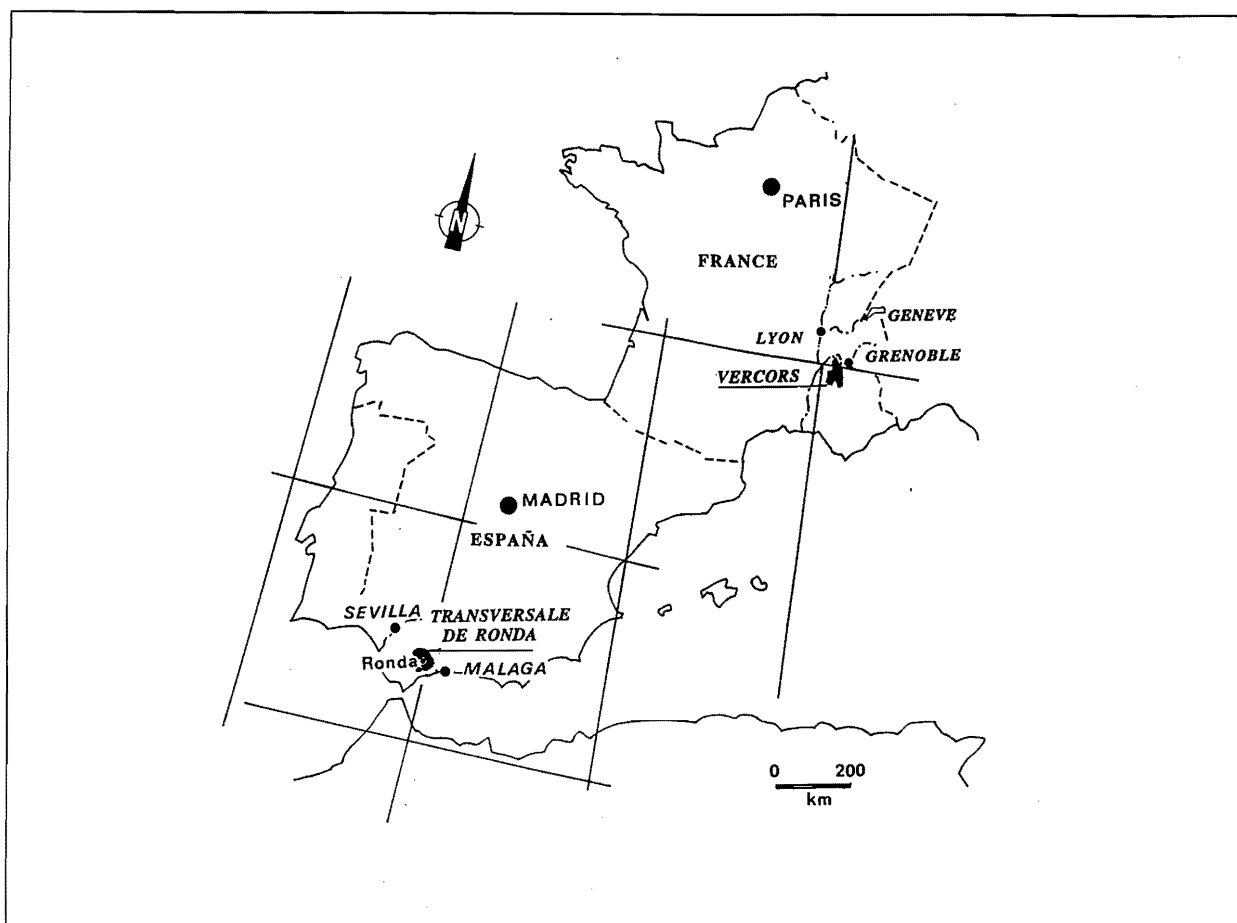 N
PARIS
FRANCE
GENEVE
LYON
GRENOBLE
VERCORS
MADRID
ESPAÑA
SEVILLA
TRANSVERSALE
DE RONDA
Ronda
MALAGA
0 200
km